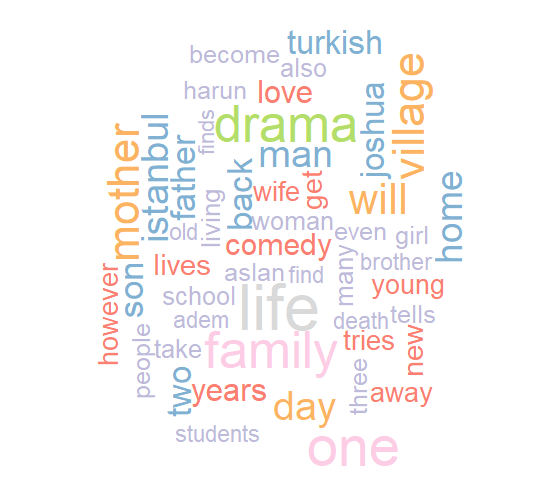 turkish
become
also
harun
love
finds
drama
man
joshua
village
mother
istanbul
father
back
wife
get
will
home
old
living
woman
even
girl
comedy
many
brother
lives
aslan
find
young
son
school
life
however
adem
death
tells
people
take
family
tries
new
two
years
day
three
away
students
one